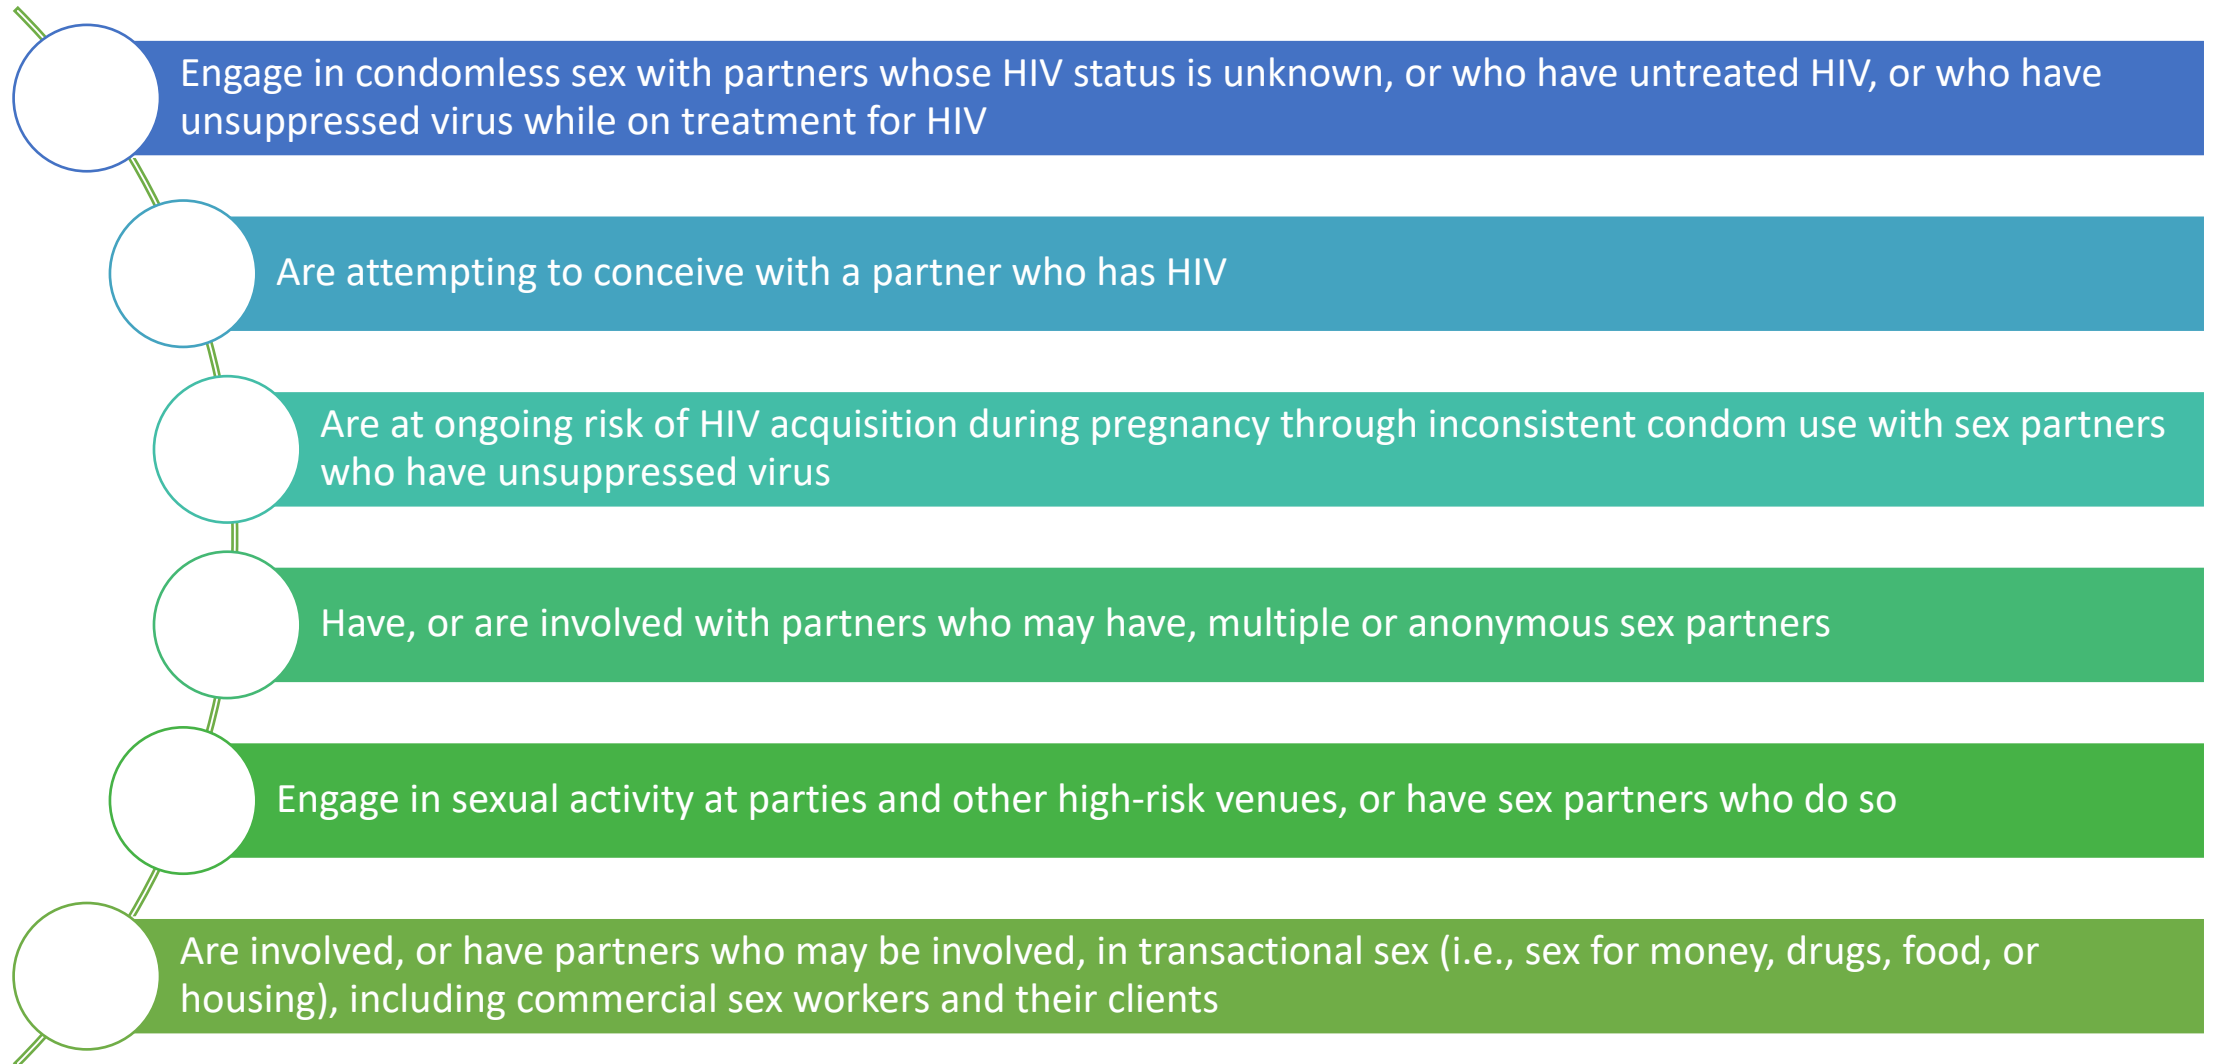 Engage in condomless sex with partners whose HIV status is unknown, or who have untreated HIV, or who have
unsuppressed virus while on treatment for HIV
Are attempting to conceive with a partner who has HIV
Are at ongoing risk of HIV acquisition during pregnancy through inconsistent condom use with sex partners
who have unsuppressed virus
Have, or are involved with partners who may have, multiple or anonymous sex partners
Engage in sexual activity at parties and other high-risk venues, or have sex partners who do so
Are involved, or have partners who may be involved, in transactional sex (i.e., sex for money, drugs, food, or
housing), including commercial sex workers and their clients